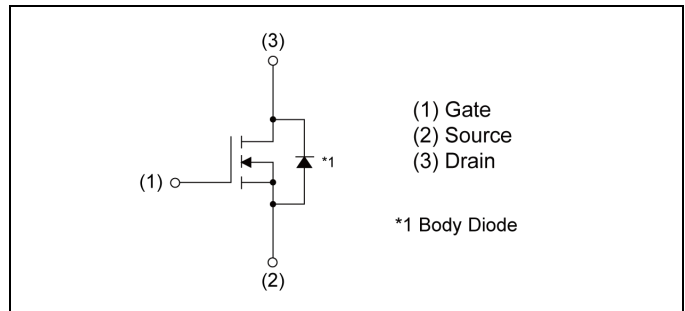 (3)
(1) Gate
(2) Source
(3) Drain
*1
(1)
*1 Body Diode
(2)